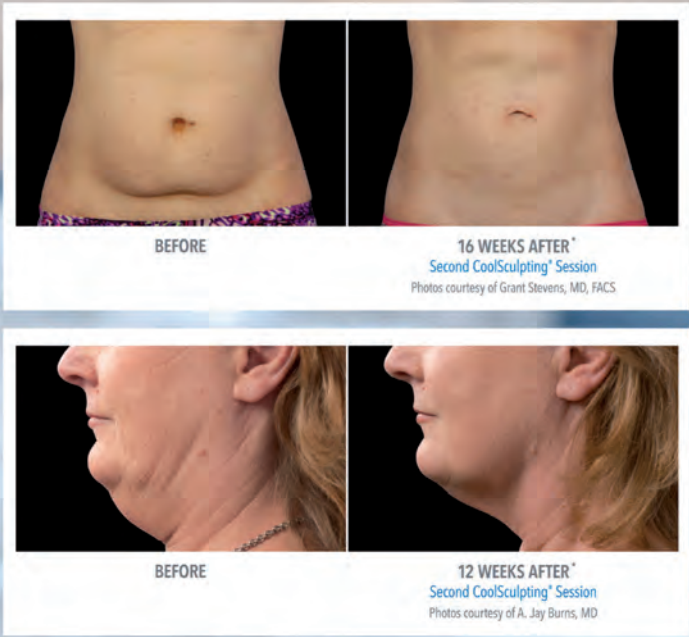 BEFORE
16 WEEKS AFTER*
Second CoolSculpting® Session
Photos courtesy of Grant Stevens, MD, FACS
BEFORE
12 WEEKS AFTER*
Second CoolSculpting® Session
Photos courtesy of A. Jay Burns, MD